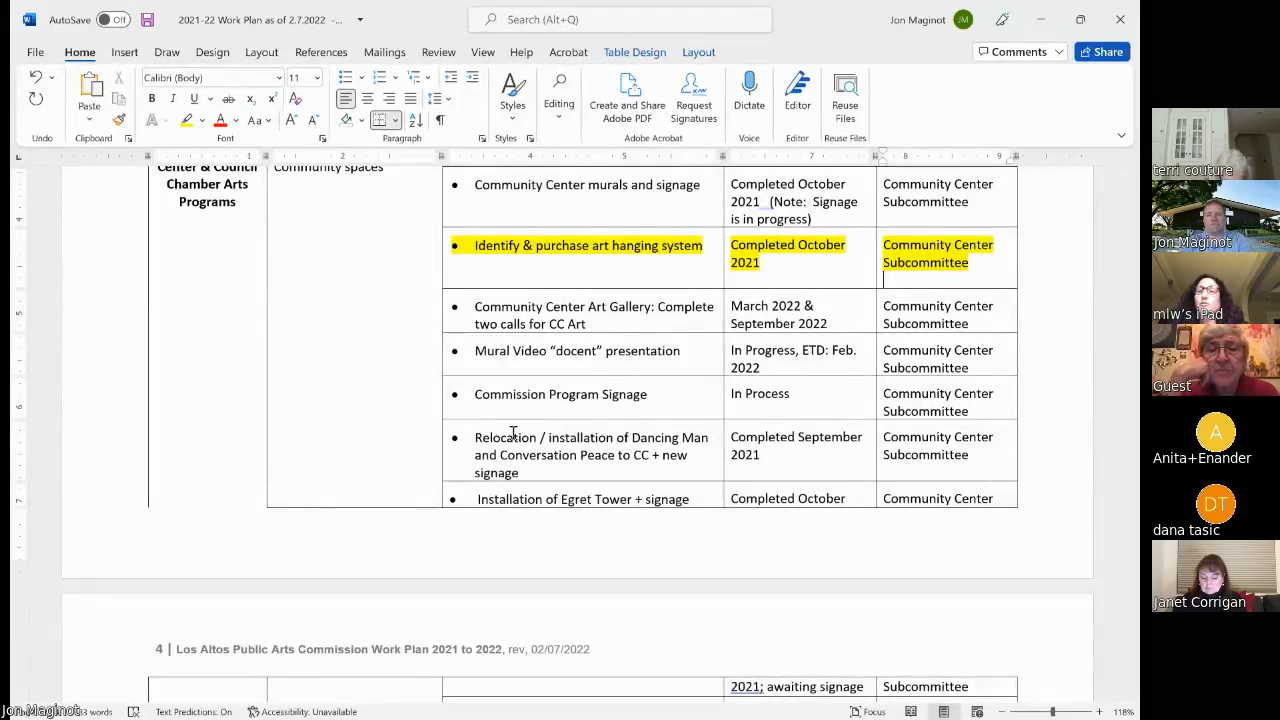 AutoSave Off 2021-22 Work Plan as of 2.7.2022 -... Search (Alt+Q) Jon Maginot JM
File Home Insert Draw Design Layout References Mailings Review View Help Acrobat Table Design Layout Comments Share
Calibri (Body) 11
Paste Styles Editing Create and Share Adobe PDF Request Signatures Dictate Editor Reuse Files
Undo Clipboard Font Paragraph Styles Adobe Acrobat Voice Editor Reuse Files
1 2 4 5 7 8 9
Center & Council
Chamber Arts
Programs
Community spaces
• Community Center murals and signage
Completed October
2021 (Note: Signage
is in progress)
Community Center
Subcommittee
• Identify & purchase art hanging system
Completed October
2021
Community Center
Subcommittee
• Community Center Art Gallery: Complete
two calls for CC Art
March 2022 &
September 2022
Community Center
Subcommittee
• Mural Video “docent” presentation
In Progress, ETD: Feb.
2022
Community Center
Subcommittee
• Commission Program Signage
In Process
Community Center
Subcommittee
• Relocation / installation of Dancing Man
and Conversation Peace to CC + new
signage
Completed September
2021
Community Center
Subcommittee
• Installation of Egret Tower + signage
Completed October
Community Center
4 | Los Altos Public Arts Commission Work Plan 2021 to 2022, rev, 02/07/2022
2021; awaiting signage
Subcommittee
Jon Maginot
words Text Predictions: On Accessibility: Unavailable Focus 118%
terri couture
Jon Maginot
mlw’s iPad
Guest
A
Anita+Enander
DT
dana tasic
Janet Corrigan